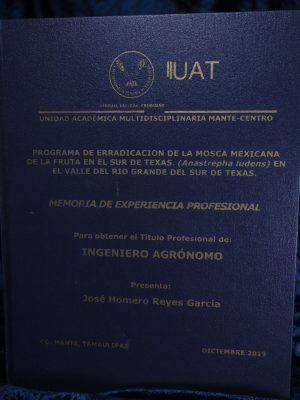 UAT
UNIDAD ACADÉMICA MULTIDISCIPLINARIA MANTE-CENTRO
PROGRAMA DE ERRADICACION DE LA MOSCA MEXICANA
DE LA FRUTA EN EL SUR DE TEXAS. (Anastrepha ludens) EN
EL VALLE DEL RIO GRANDE DEL SUR DE TEXAS.
MEMORIA DE EXPERIENCIA PROFESIONAL
Para obtener el Título Profesional de:
INGENIERO AGRÓNOMO
Presenta:
José Homero Reyes García
CD. MANTE, TAMAULIPAS
DICIEMBRE 2019